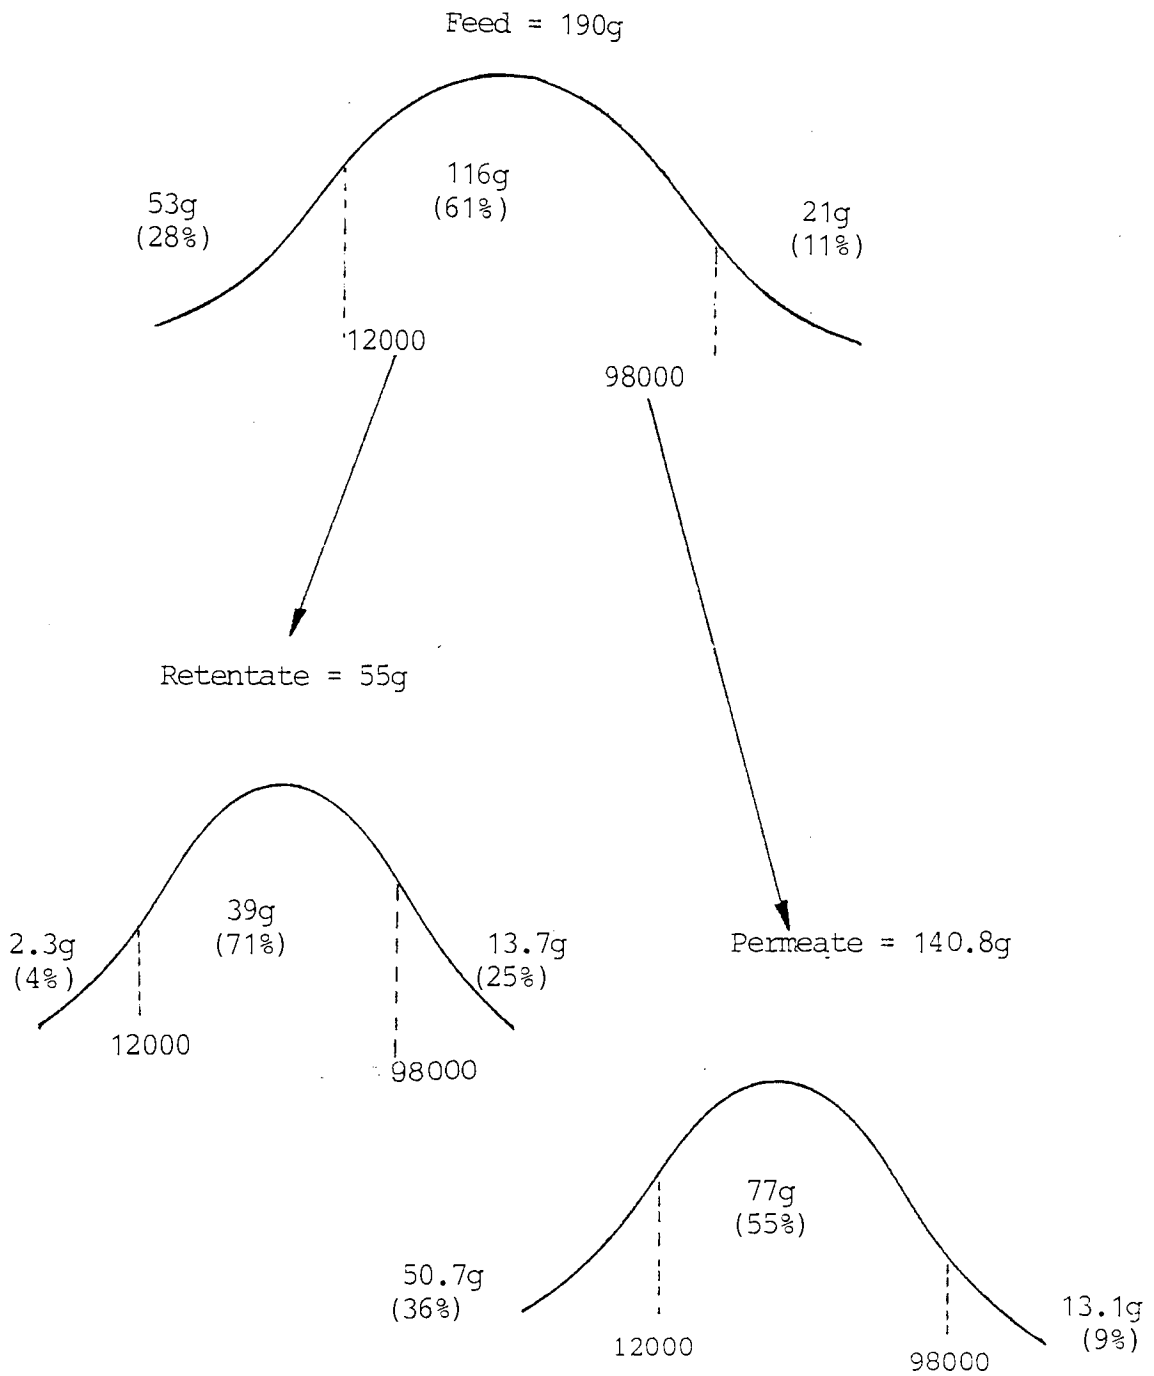 Feed = 190g
116g
(61%)
53g
(28%)
21g
(11%)
12000
98000
Retentate = 55g
39g
(71%)
2.3g
(4%)
13.7g
(25%)
12000
98000
Permeate = 140.8g
77g
(55%)
50.7g
(36%)
13.1g
(9%)
12000
98000